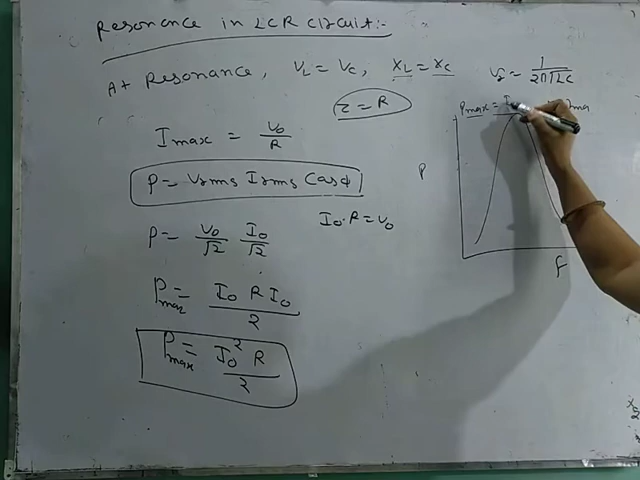 Resonance in LCR Circuit:-
At Resonance, VL = VC, XL = XC
νr = 1/2π√LC
Z = R
Pmax = I
Imax = V0/R
P = Vrms Irms Cosϕ
P
I0·R = V0
P = V0/√2 I0/√2
F
Pmax = I0 R I0/2
Pmax = I0² R/2